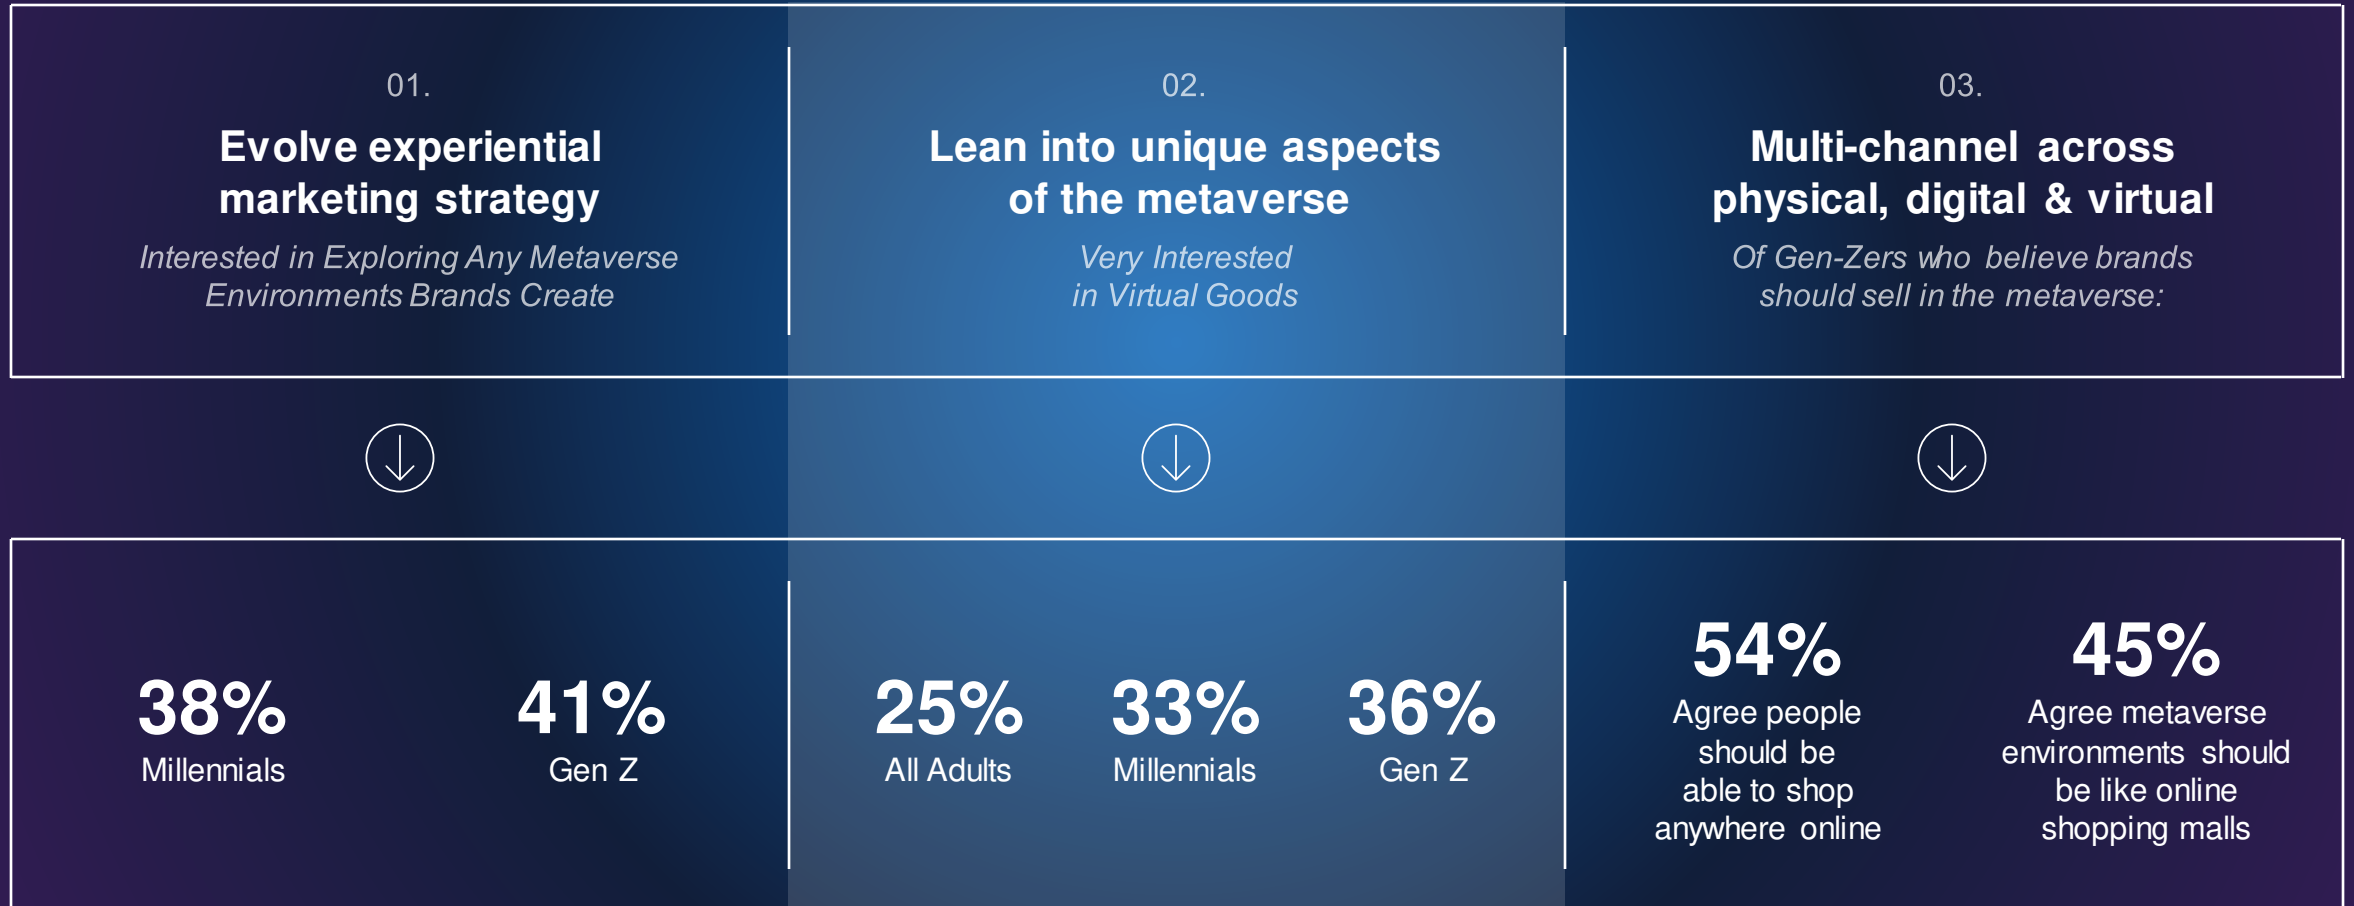 01.
Evolve experiential
marketing strategy
Interested in Exploring Any Metaverse
Environments Brands Create
02.
Lean into unique aspects
of the metaverse
Very Interested
in Virtual Goods
03.
Multi-channel across
physical, digital & virtual
Of Gen-Zers who believe brands
should sell in the metaverse:
38%
Millennials
41%
Gen Z
25%
All Adults
33%
Millennials
36%
Gen Z
54%
Agree people
should be
able to shop
anywhere online
45%
Agree metaverse
environments should
be like online
shopping malls